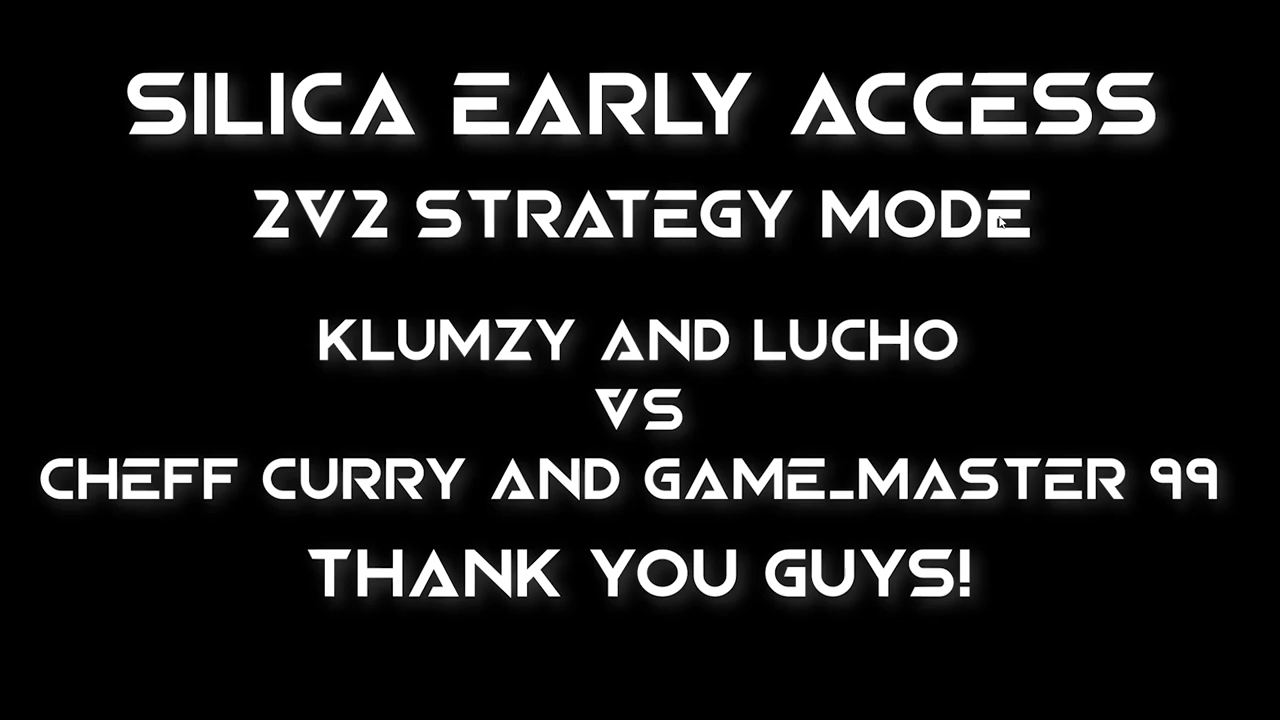 SILICA EARLY ACCESS
2V2 STRATEGY MODE
KLUMZY AND LUCHO
VS
CHEFF CURRY AND GAME_MASTER 99
THANK YOU GUYS!